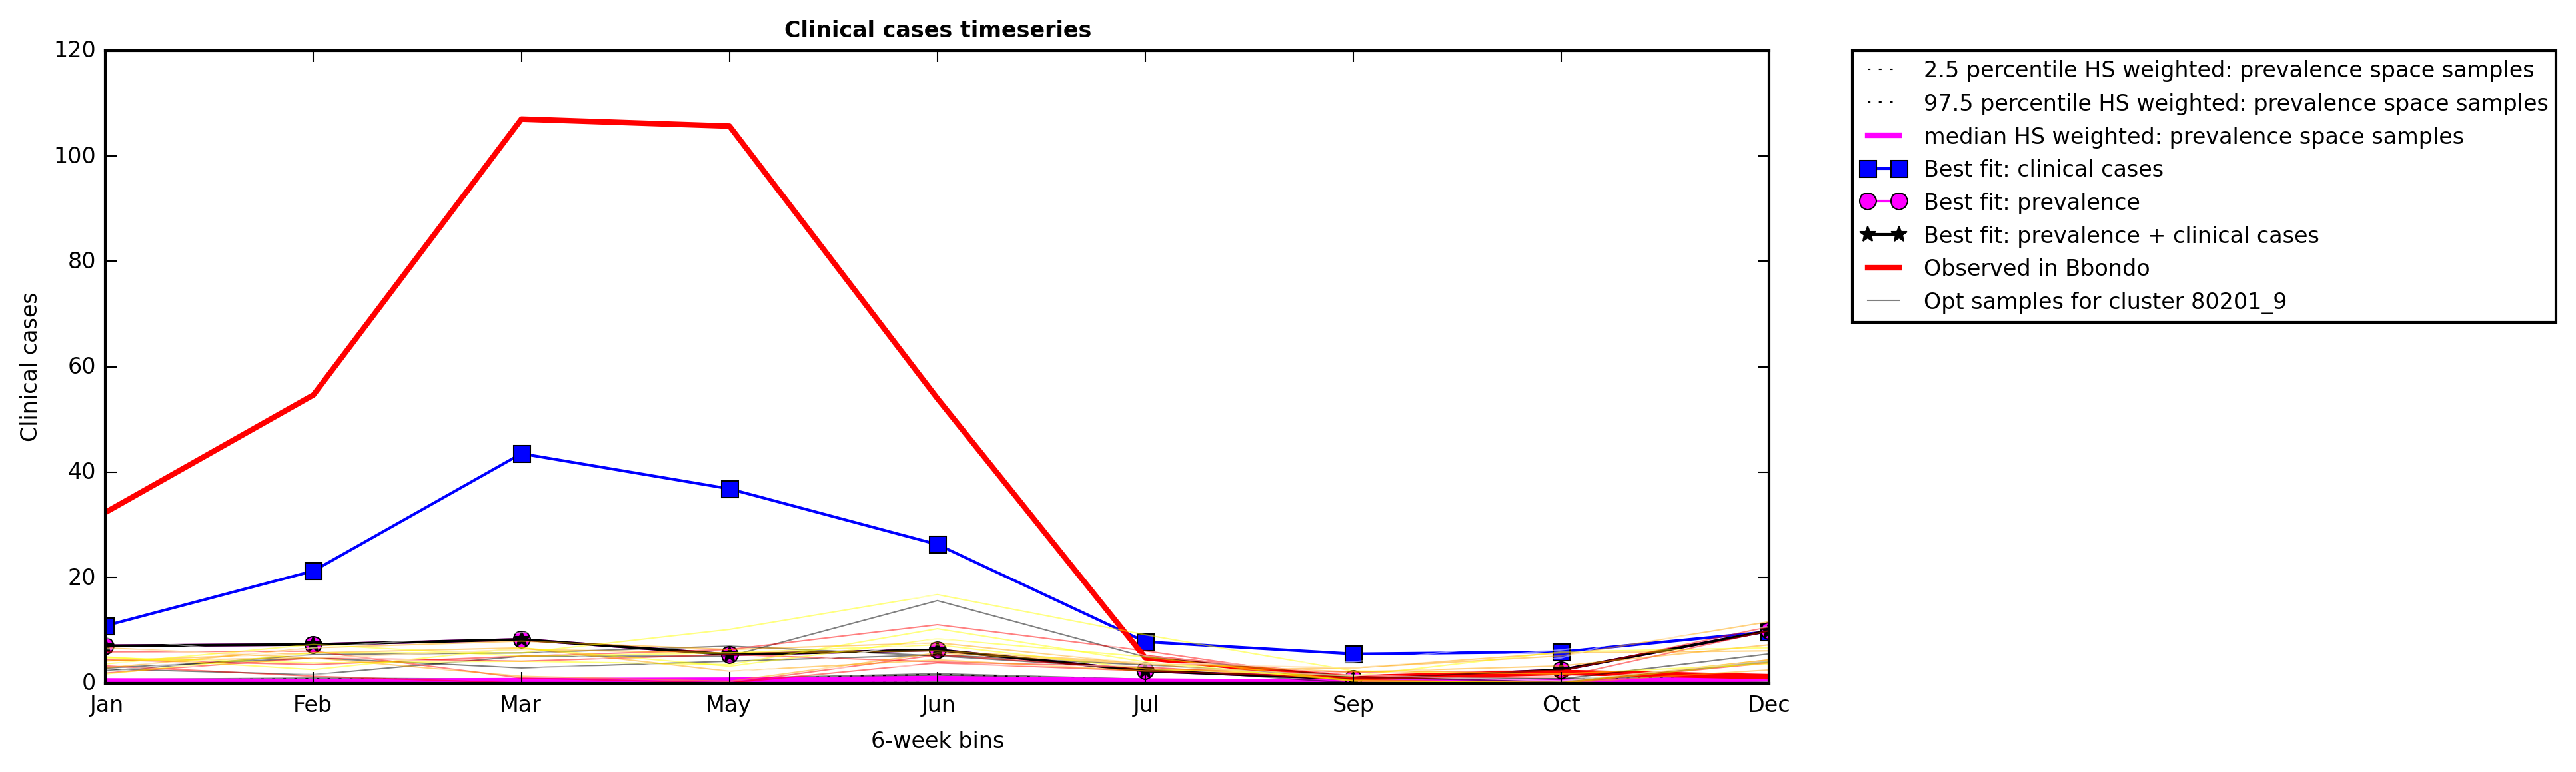 Clinical cases timeseries
120
100
80
60
40
20
0
Clinical cases
Jan Feb Mar May Jun Jul Sep Oct Dec
6-week bins
2.5 percentile HS weighted: prevalence space samples
97.5 percentile HS weighted: prevalence space samples
median HS weighted: prevalence space samples
Best fit: clinical cases
Best fit: prevalence
Best fit: prevalence + clinical cases
Observed in Bbondo
Opt samples for cluster 80201_9